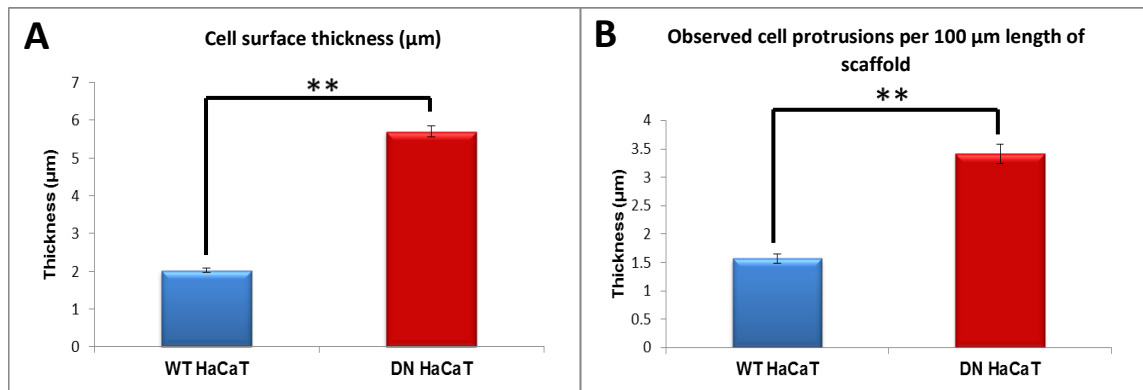 A
Cell surface thickness (µm)
**
Thickness (µm)
7
6
5
4
3
2
1
0
WT HaCaT
DN HaCaT
B
Observed cell protrusions per 100 µm length of
scaffold
**
Thickness (µm)
4
3.5
3
2.5
2
1.5
1
0.5
0
WT HaCaT
DN HaCaT